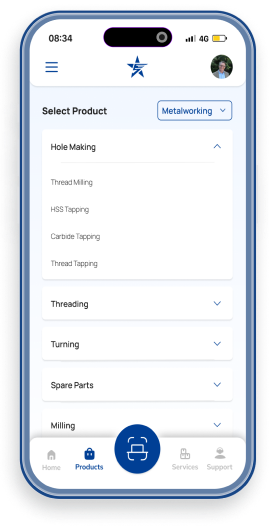 08:34 4G
Select Product Metalworking
Hole Making
Thread Milling
HSS Tapping
Carbide Tapping
Thread Tapping
Threading
Turning
Spare Parts
Milling
Home Products Services Support